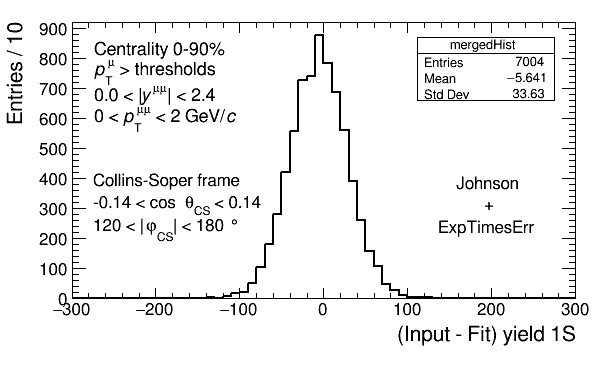 Entries / 10
900
800
700
600
500
400
300
200
100
0
Centrality 0-90%
p_T^μ > thresholds
0.0 < |y^μμ| < 2.4
0 < p_T^μμ < 2 GeV/c
Collins-Soper frame
-0.14 < cos θ_CS < 0.14
120 < |φ_CS| < 180 °
mergedHist
Entries 7004
Mean −5.641
Std Dev 33.63
Johnson
+
ExpTimesErr
−300 −200 −100 0 100 200 300
(Input - Fit) yield 1S